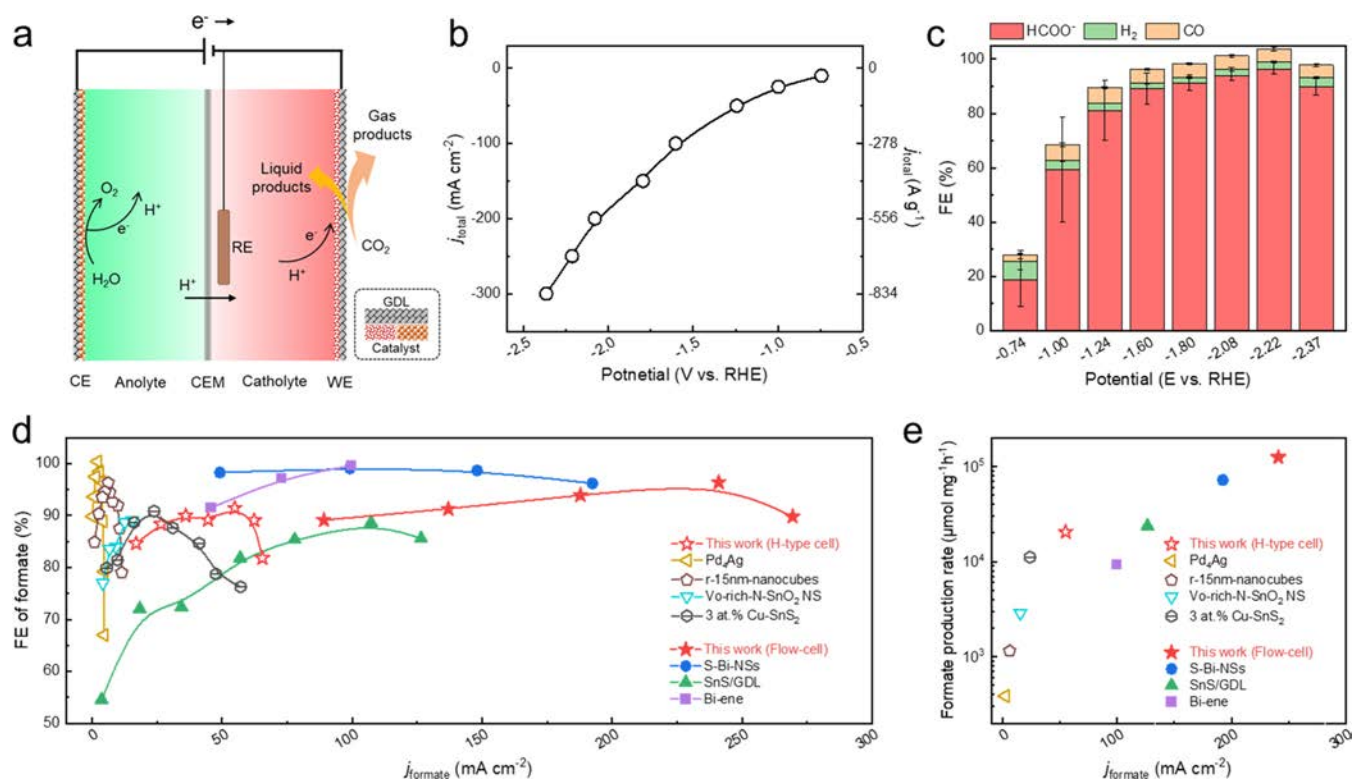 a
e⁻ →
Gas
products
Liquid
products
O₂
H⁺
e⁻
H₂O
RE
e⁻
H⁺
CO₂
H⁺
GDL
Catalyst
CE Anolyte CEM Catholyte WE
b
0
-100
-200
-300
j_total (mA cm⁻²)
0
-278
-556
-834
j_total (A g⁻¹)
-2.5 -2.0 -1.5 -1.0 -0.5
Potnetial (V vs. RHE)
c
HCOO⁻ H₂ CO
100
80
60
40
20
0
FE (%)
-0.74 -1.00 -1.24 -1.60 -1.80 -2.08 -2.22 -2.37
Potential (E vs. RHE)
d
100
90
80
70
60
50
FE of formate (%)
This work (H-type cell)
Pd₄Ag
r-15nm-nanocubes
Vo-rich-N-SnO₂ NS
3 at.% Cu-SnS₂
This work (Flow-cell)
S-Bi-NSs
SnS/GDL
Bi-ene
0 50 100 150 200 250 300
j_formate (mA cm⁻²)
e
10⁵
10⁴
10³
Formate production rate (μmol mg⁻¹h⁻¹)
This work (H-type cell)
Pd₄Ag
r-15nm-nanocubes
Vo-rich-N-SnO₂ NS
3 at.% Cu-SnS₂
This work (Flow-cell)
S-Bi-NSs
SnS/GDL
Bi-ene
0 100 200 300
j_formate (mA cm⁻²)